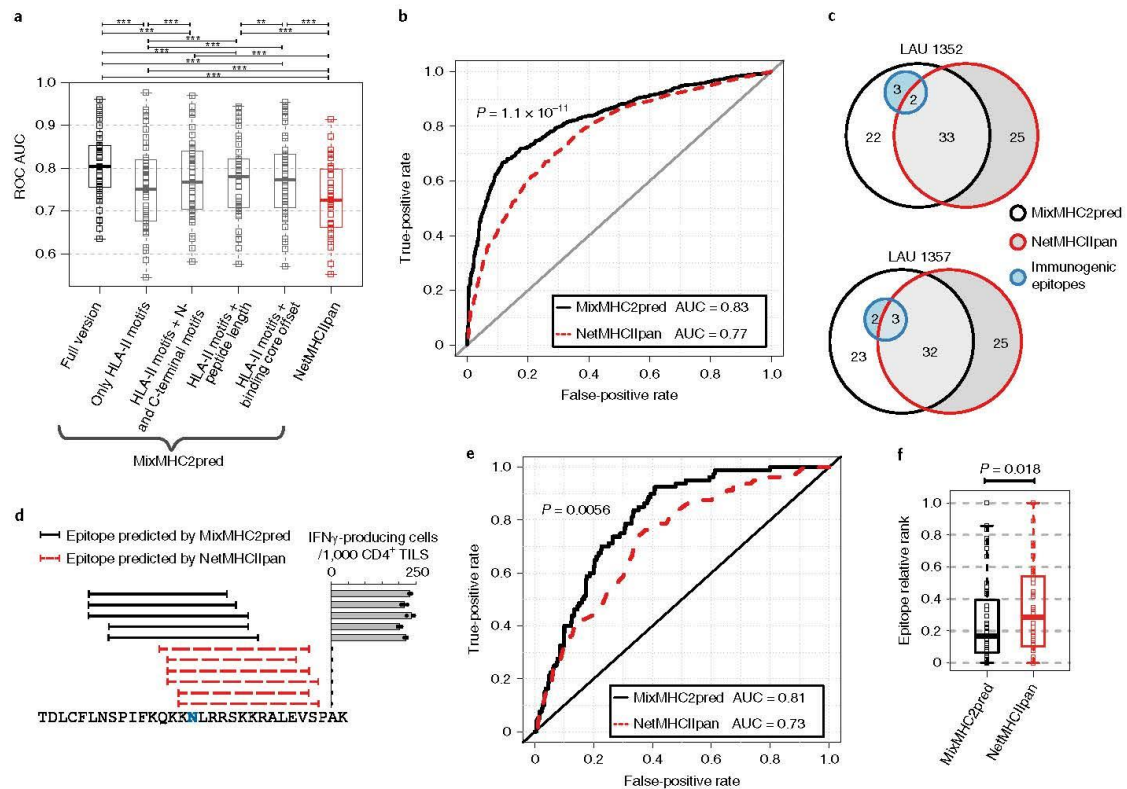 a
***
***
**
***
***
***
***
***
***
***
***
***
***
1.0
0.9
0.8
0.7
0.6
ROC AUC
Full version
Only HLA-II motifs
HLA-II motifs + N-
and C-terminal motifs
HLA-II motifs +
peptide length
HLA-II motifs +
binding core offset
NetMHCIIpan
MixMHC2pred
b
P = 1.1 × 10⁻¹¹
1.0
0.8
0.6
0.4
0.2
0
True-positive rate
MixMHC2pred AUC = 0.83
NetMHCIIpan AUC = 0.77
0
0.2
0.4
0.6
0.8
1.0
False-positive rate
c
LAU 1352
3
2
22
33
25
MixMHC2pred
NetMHCIIpan
Immunogenic
epitopes
LAU 1357
2
3
23
32
25
d
Epitope predicted by MixMHC2pred
Epitope predicted by NetMHCIIpan
IFNγ-producing cells
/1,000 CD4⁺ TILS
0
250
TDLCFLNSPIFKQKKNLRRSKKRALEVSPAK
e
P = 0.0056
1.0
0.8
0.6
0.4
0.2
0
True-positive rate
MixMHC2pred AUC = 0.81
NetMHCIIpan AUC = 0.73
0
0.2
0.4
0.6
0.8
1.0
False-positive rate
f
P = 0.018
1.0
0.8
0.6
0.4
0.2
0
Epitope relative rank
MixMHC2pred
NetMHCIIpan